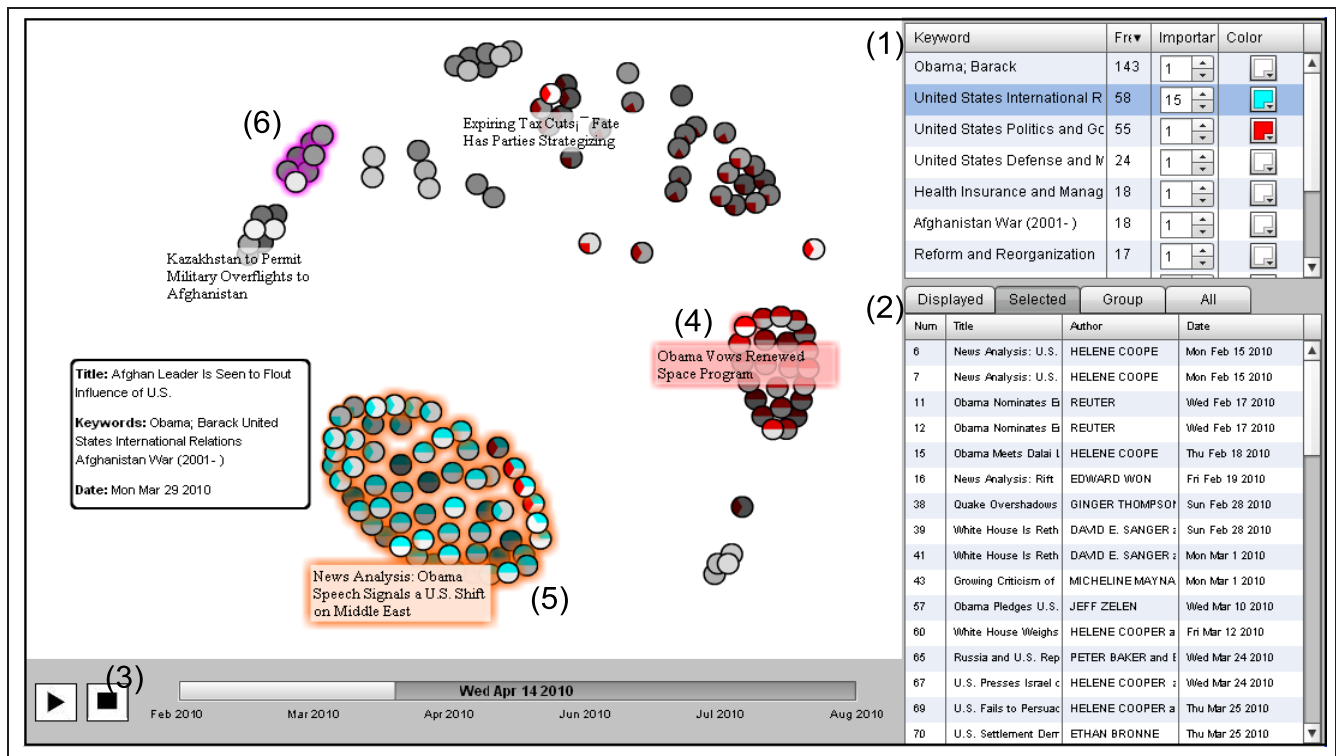 (1)
Keyword Fre▼ Importar Color
Obama; Barack 143 1
United States International R 58 15
United States Politics and Gc 55 1
United States Defense and M 24 1
Health Insurance and Manag 18 1
Afghanistan War (2001- ) 18 1
Reform and Reorganization 17 1
(2)
Displayed Selected Group All
Num Title Author Date
6 News Analysis: U.S. HELENE COOPE Mon Feb 15 2010
7 News Analysis: U.S. HELENE COOPE Mon Feb 15 2010
11 Obama Nominates Er REUTER Wed Feb 17 2010
12 Obama Nominates Er REUTER Wed Feb 17 2010
15 Obama Meets Dalai L HELENE COOPE Thu Feb 18 2010
16 News Analysis: Rift EDWARD WON Fri Feb 19 2010
38 Quake Overshadows GINGER THOMPSON Sun Feb 28 2010
39 White House Is Reth DAVID E. SANGER a Sun Feb 28 2010
41 White House Is Reth DAVID E. SANGER a Mon Mar 1 2010
43 Growing Criticism of MICHELINE MAYNA Mon Mar 1 2010
57 Obama Pledges U.S. JEFF ZELEN Wed Mar 10 2010
60 White House Weighs HELENE COOPER a Fri Mar 12 2010
65 Russia and U.S. Rep PETER BAKER and E Wed Mar 24 2010
67 U.S. Presses Israel c HELENE COOPER a Wed Mar 24 2010
69 U.S. Fails to Persuac HELENE COOPER a Thu Mar 25 2010
70 U.S. Settlement Dem ETHAN BRONNE Thu Mar 25 2010
(6)
Expiring Tax Cuts¡¯ Fate
Has Parties Strategizing
Kazakhstan to Permit
Military Overflights to
Afghanistan
(4)
Obama Vows Renewed
Space Program
Title: Afghan Leader Is Seen to Flout
Influence of U.S.
Keywords: Obama; Barack United
States International Relations
Afghanistan War (2001- )
Date: Mon Mar 29 2010
News Analysis: Obama
Speech Signals a U.S. Shift
on Middle East
(5)
(3)
Wed Apr 14 2010
Feb 2010 Mar 2010 Apr 2010 Jun 2010 Jul 2010 Aug 2010